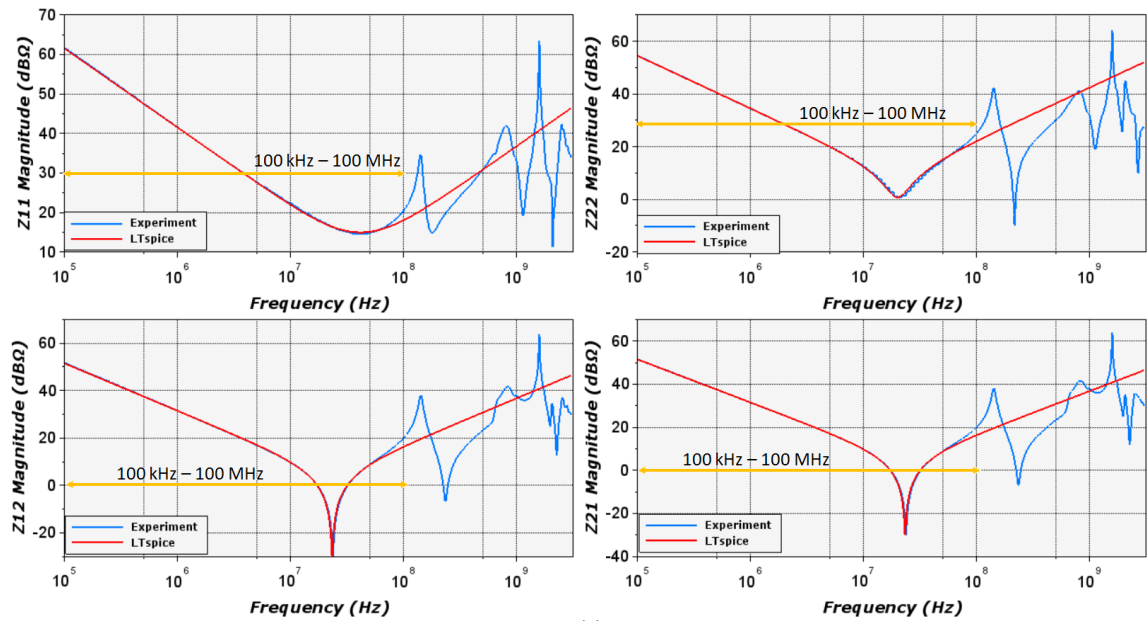 70
60
50
40
30
20
10
Z11 Magnitude (dBΩ)
100 kHz – 100 MHz
Experiment
LTspice
10^5
10^6
10^7
10^8
10^9
Frequency (Hz)
60
40
20
0
-20
Z22 Magnitude (dBΩ)
100 kHz – 100 MHz
Experiment
LTspice
10^5
10^6
10^7
10^8
10^9
Frequency (Hz)
60
40
20
0
-20
Z12 Magnitude (dBΩ)
100 kHz – 100 MHz
Experiment
LTspice
10^5
10^6
10^7
10^8
10^9
Frequency (Hz)
60
40
20
0
-20
-40
Z21 Magnitude (dBΩ)
100 kHz – 100 MHz
Experiment
LTspice
10^5
10^6
10^7
10^8
10^9
Frequency (Hz)